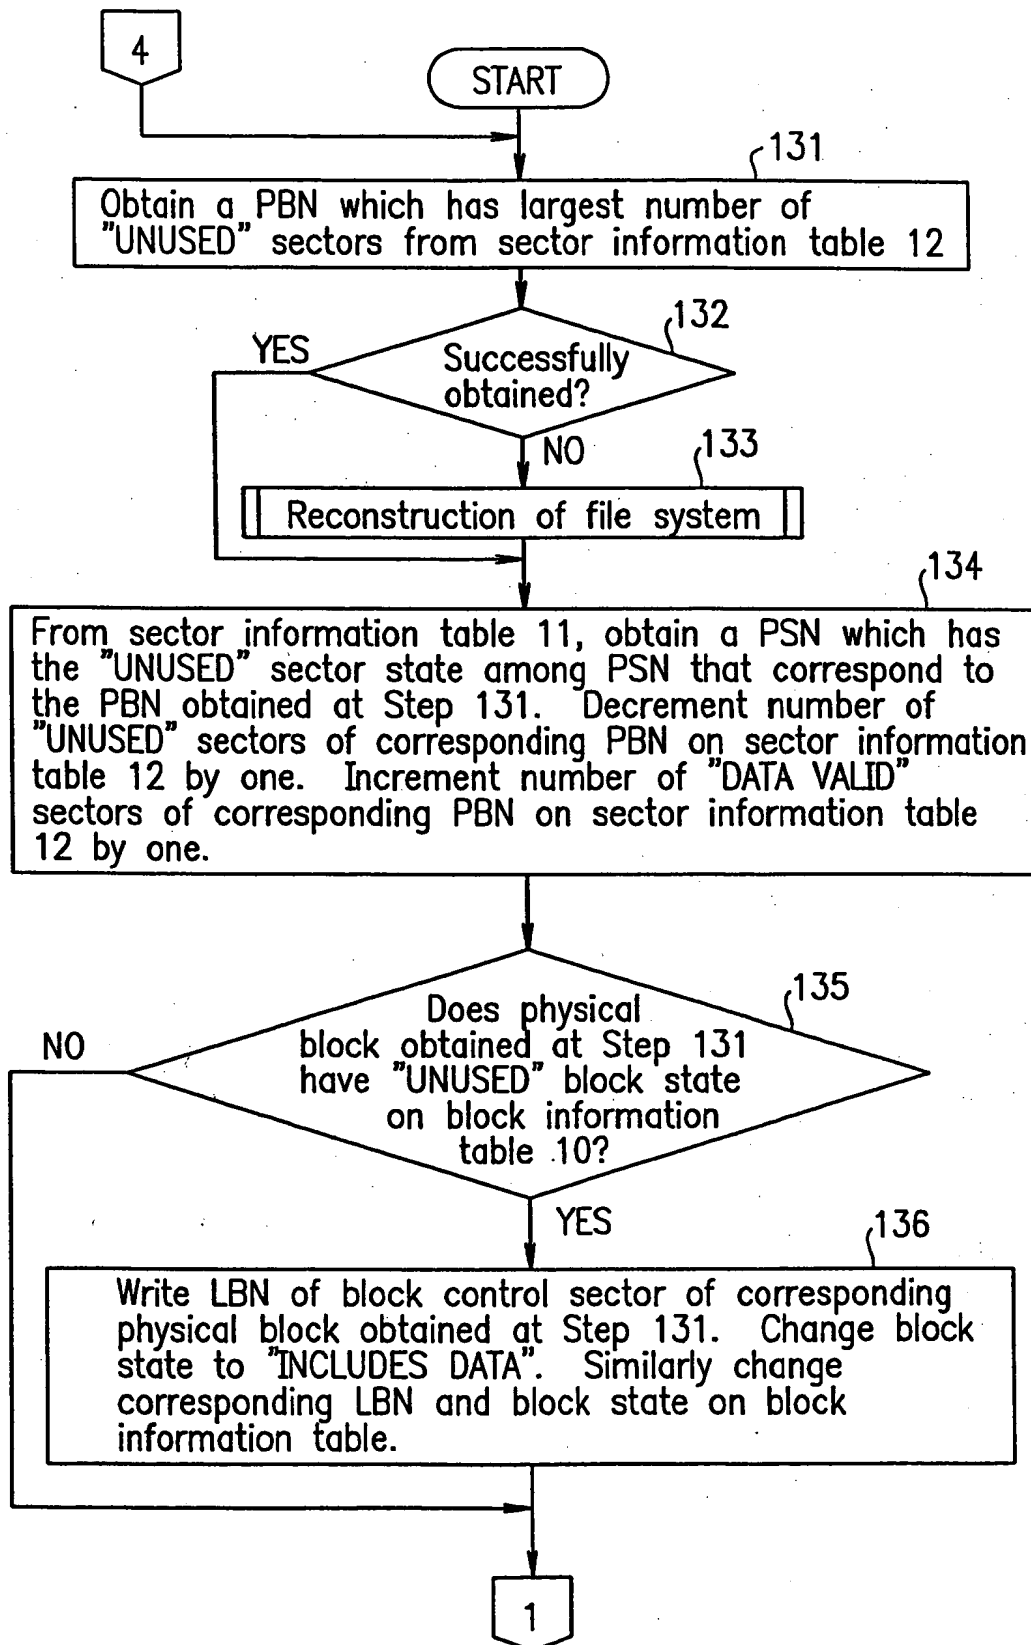 4
START
131
Obtain a PBN which has largest number of
"UNUSED" sectors from sector information table 12
132
YES
Successfully
obtained?
NO
133
Reconstruction of file system
134
From sector information table 11, obtain a PSN which has
the "UNUSED" sector state among PSN that correspond to
the PBN obtained at Step 131. Decrement number of
"UNUSED" sectors of corresponding PBN on sector information
table 12 by one. Increment number of "DATA VALID"
sectors of corresponding PBN on sector information table
12 by one.
135
NO
Does physical
block obtained at Step 131
have "UNUSED" block state
on block information
table 10?
YES
136
Write LBN of block control sector of corresponding
physical block obtained at Step 131. Change block
state to "INCLUDES DATA". Similarly change
corresponding LBN and block state on block
information table.
1